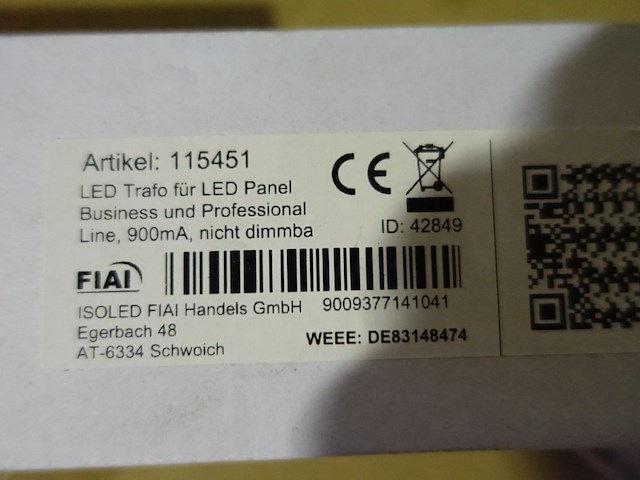 Artikel: 115451
LED Trafo für LED Panel
Business und Professional
Line, 900mA, nicht dimmba
CE
ID: 42849
FIAI
ISOLED FIAI Handels GmbH
9009377141041
Egerbach 48
AT-6334 Schwoich
WEEE: DE83148474